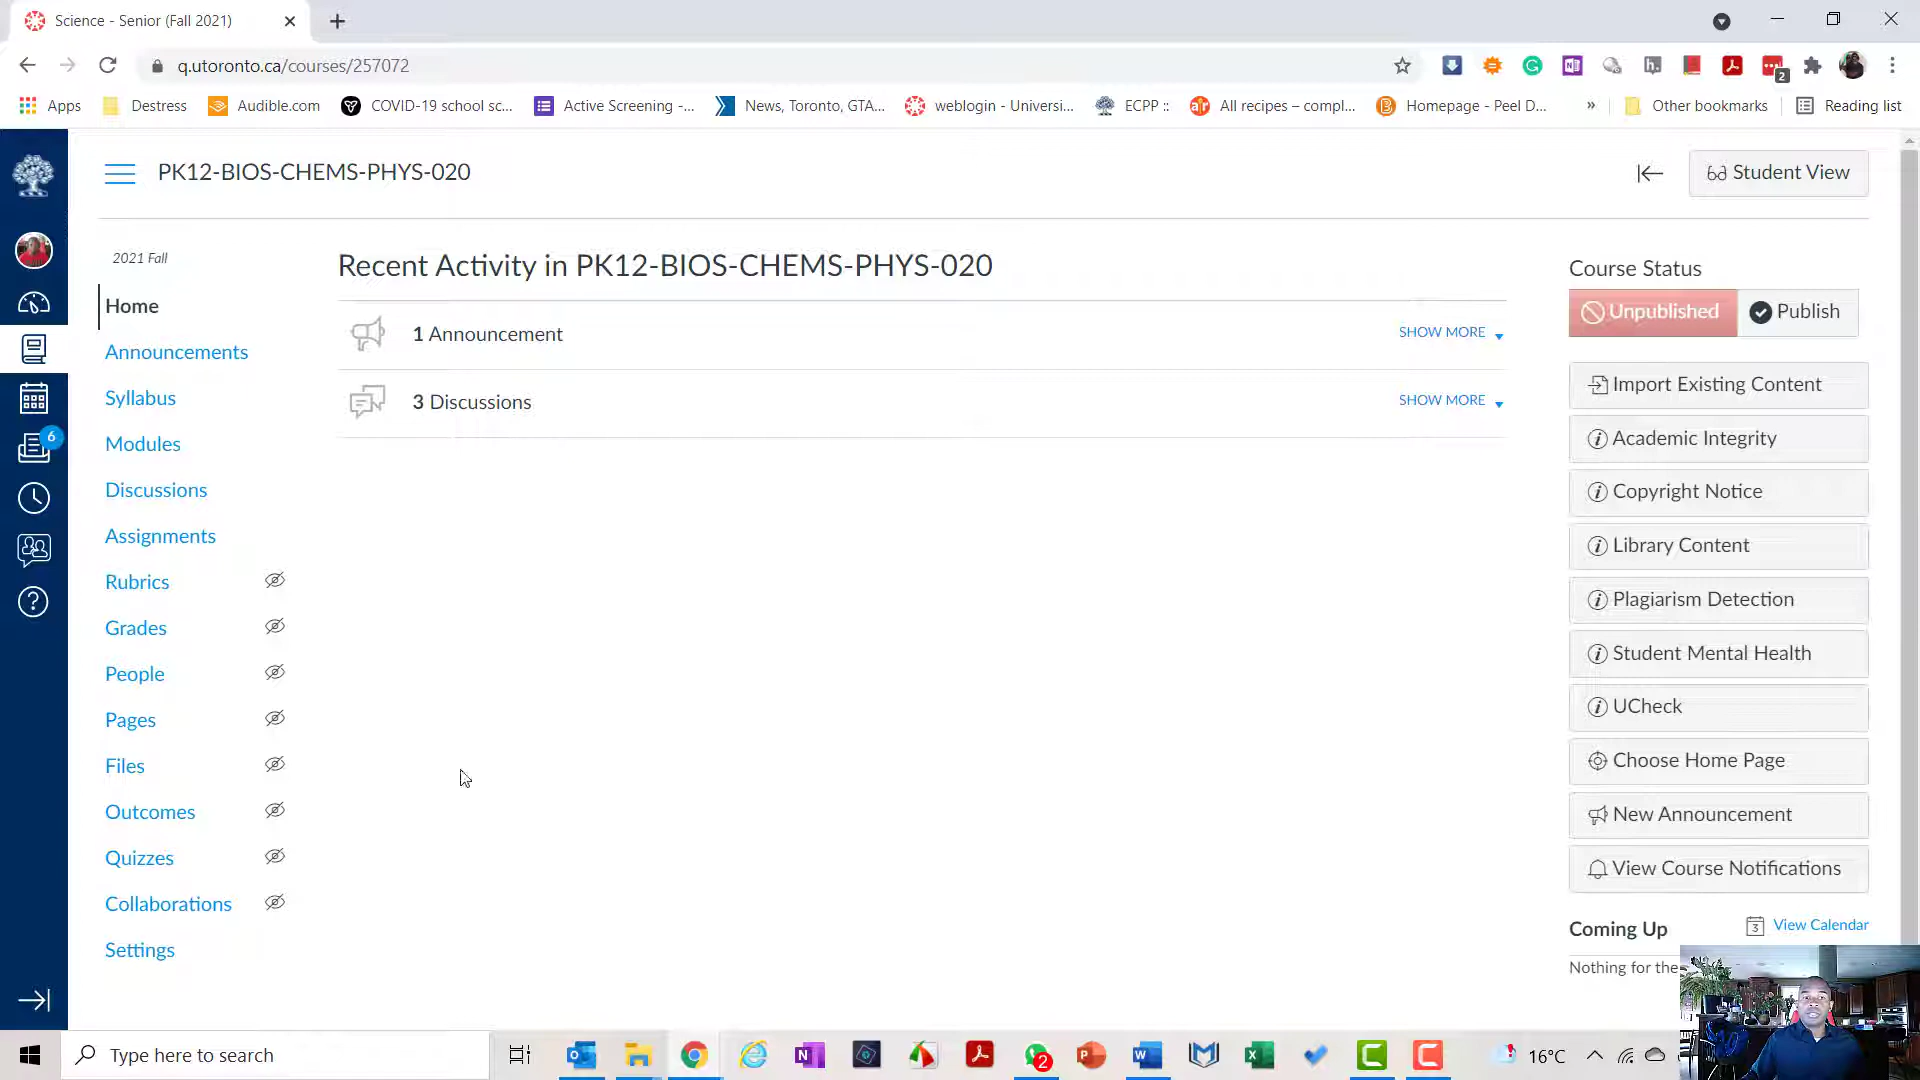 Science - Senior (Fall 2021)
q.utoronto.ca/courses/257072
2
Apps
Destress
Audible.com
COVID-19 school sc...
Active Screening -...
News, Toronto, GTA...
weblogin - Universi...
ECPP ::
All recipes – compl...
Homepage - Peel D...
»
Other bookmarks
Reading list
PK12-BIOS-CHEMS-PHYS-020
Student View
2021 Fall
Home
Announcements
Syllabus
Modules
Discussions
Assignments
Rubrics
Grades
People
Pages
Files
Outcomes
Quizzes
Collaborations
Settings
6
Recent Activity in PK12-BIOS-CHEMS-PHYS-020
1 Announcement
SHOW MORE
3 Discussions
SHOW MORE
Course Status
Unpublished
Publish
Import Existing Content
Academic Integrity
Copyright Notice
Library Content
Plagiarism Detection
Student Mental Health
UCheck
Choose Home Page
New Announcement
View Course Notifications
Coming Up
3 View Calendar
Nothing for the
Type here to search
2
16°C